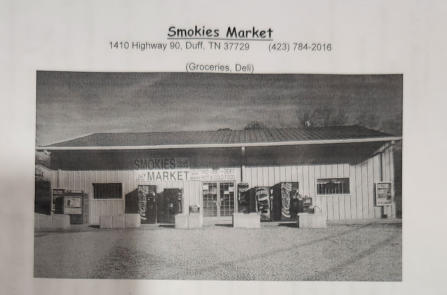 Smokies Market
1410 Highway 90, Duff, TN 37729 (423) 784-2016
(Groceries, Deli)
SMOKIES
MARKET